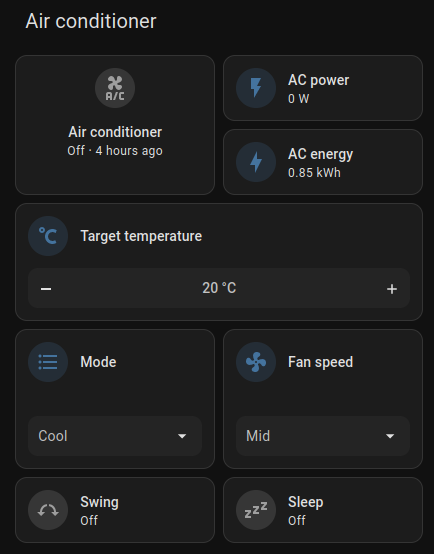 Air conditioner
A/C
Air conditioner
Off · 4 hours ago
AC power
0 W
AC energy
0.85 kWh
°C
Target temperature
− 20 °C +
Mode
Cool
Fan speed
Mid
Swing
Off
zzz
Sleep
Off